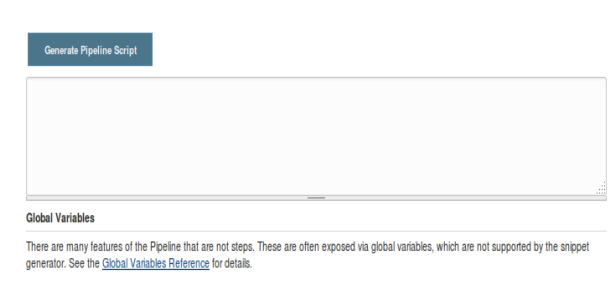 Generate Pipeline Script
Global Variables
There are many features of the Pipeline that are not steps. These are often exposed via global variables, which are not supported by the snippet
generator. See the Global Variables Reference for details.